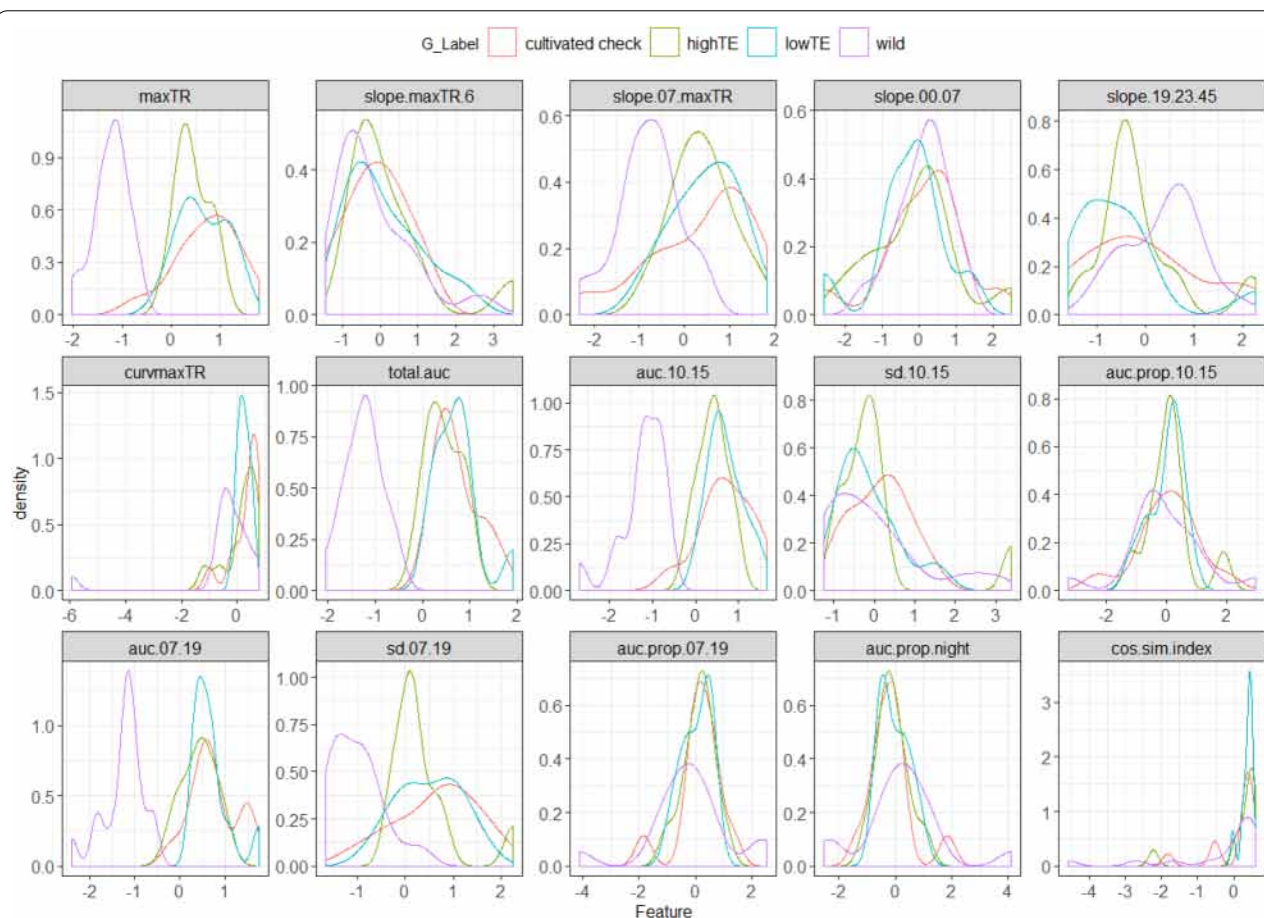 G_Label cultivated check highTE lowTE wild
maxTR slope.maxTR.6 slope.07.maxTR slope.00.07 slope.19.23.45
0.9 0.6 0.3 0.0
0.4 0.2 0.0
0.6 0.4 0.2 0.0
0.6 0.4 0.2 0.0
0.8 0.6 0.4 0.2 0.0
-2 -1 0 1
-1 0 1 2 3
-2 -1 0 1 2
-2 -1 0 1 2
-1 0 1 2
curvmaxTR total.auc auc.10.15 sd.10.15 auc.prop.10.15
1.5 1.0 0.5 0.0
1.00 0.75 0.50 0.25 0.00
1.00 0.75 0.50 0.25 0.00
0.8 0.6 0.4 0.2 0.0
0.8 0.6 0.4 0.2 0.0
-6 -4 -2 0
-2 -1 0 1 2
-2 -1 0 1
-1 0 1 2 3
-2 0 2
density
auc.07.19 sd.07.19 auc.prop.07.19 auc.prop.night cos.sim.index
1.0 0.5 0.0
1.00 0.75 0.50 0.25 0.00
0.8 0.6 0.4 0.2 0.0
0.8 0.6 0.4 0.2 0.0
3 2 1 0
-2 -1 0 1
-1 0 1 2
-4 -2 0 2
-2 0 2 4
-4 -3 -2 -1 0
Feature